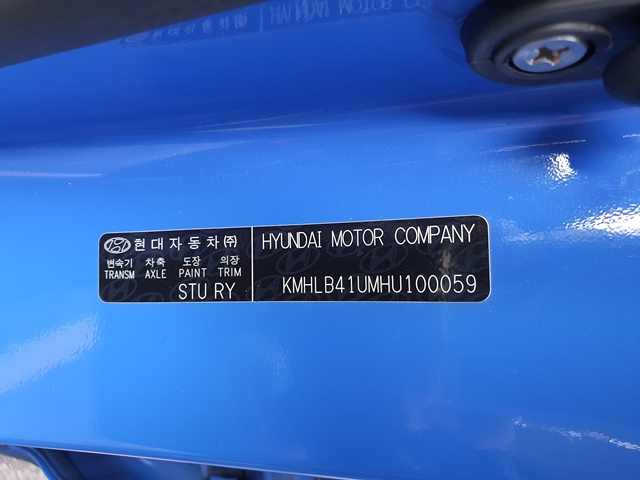 현대자동차㈜
변속기 차축 도장 의장
TRANSM AXLE PAINT TRIM
STU RY
HYUNDAI MOTOR COMPANY
KMHLB41UMHU100059